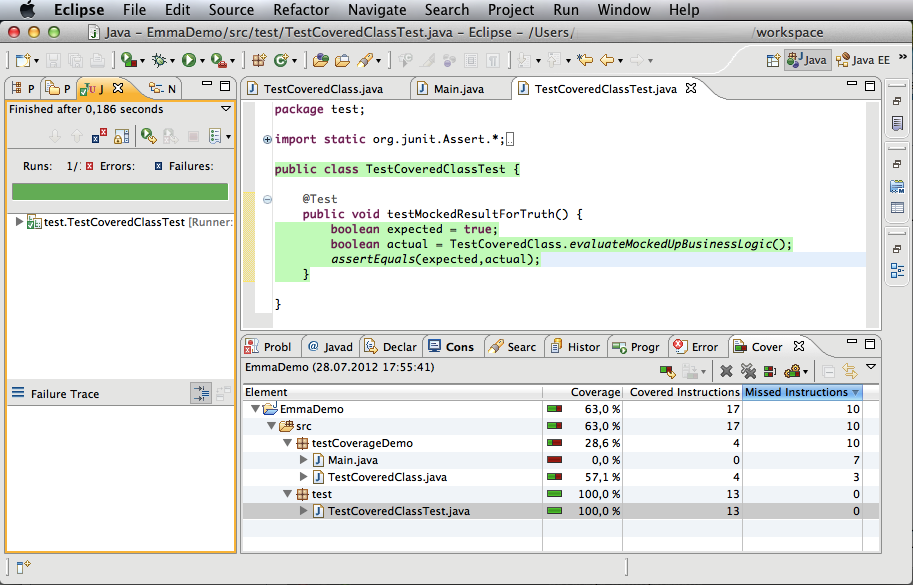 Eclipse File Edit Source Refactor Navigate Search Project Run Window Help
Java – EmmaDemo/src/test/TestCoveredClassTest.java – Eclipse – /Users/ /workspace
Java Java EE »
P P J N
Finished after 0,186 seconds
Runs: 1/ Errors: Failures:
test.TestCoveredClassTest [Runner:
Failure Trace
TestCoveredClass.java Main.java TestCoveredClassTest.java
package test;
import static org.junit.Assert.*;
public class TestCoveredClassTest {
@Test
public void testMockedResultForTruth() {
boolean expected = true;
boolean actual = TestCoveredClass.evaluateMockedUpBusinessLogic();
assertEquals(expected,actual);
}
}
Probl @ Javad Declar Cons Searc Histor Progr Error Cover
EmmaDemo (28.07.2012 17:55:41)
Element Coverage Covered Instructions Missed Instructions
EmmaDemo 63,0 % 17 10
src 63,0 % 17 10
testCoverageDemo 28,6 % 4 10
Main.java 0,0 % 0 7
TestCoveredClass.java 57,1 % 4 3
test 100,0 % 13 0
TestCoveredClassTest.java 100,0 % 13 0